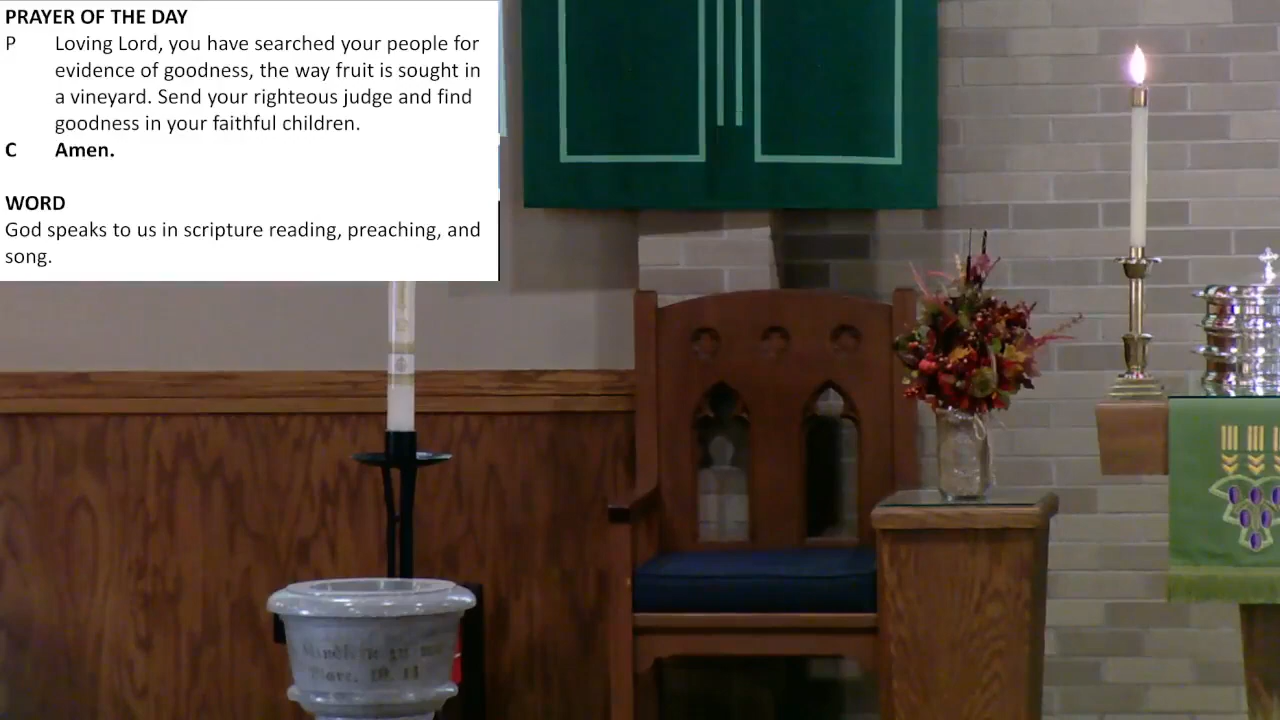 PRAYER OF THE DAY
P Loving Lord, you have searched your people for
evidence of goodness, the way fruit is sought in
a vineyard. Send your righteous judge and find
goodness in your faithful children.
C Amen.
WORD
God speaks to us in scripture reading, preaching, and
song.